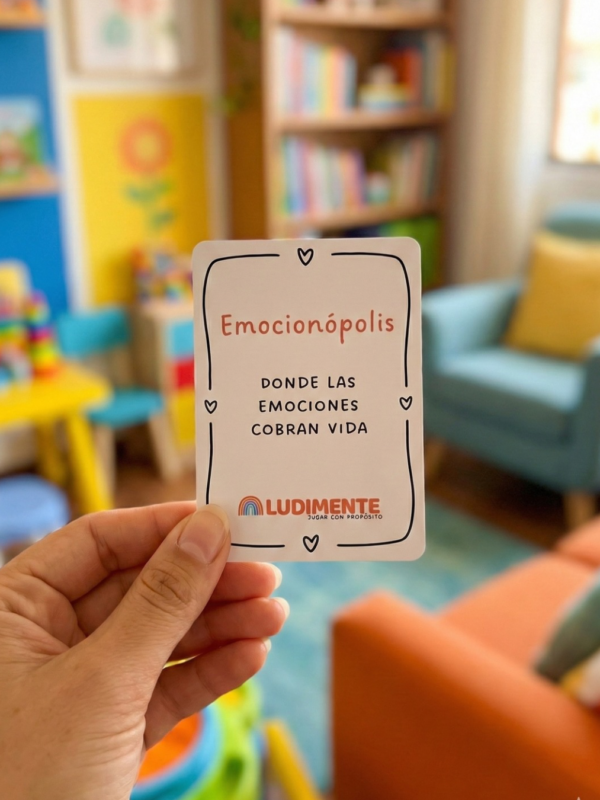 Emocionópolis
DONDE LAS
EMOCIONES
COBRAN VIDA
LUDIMENTE
JUGAR CON PROPÓSITO